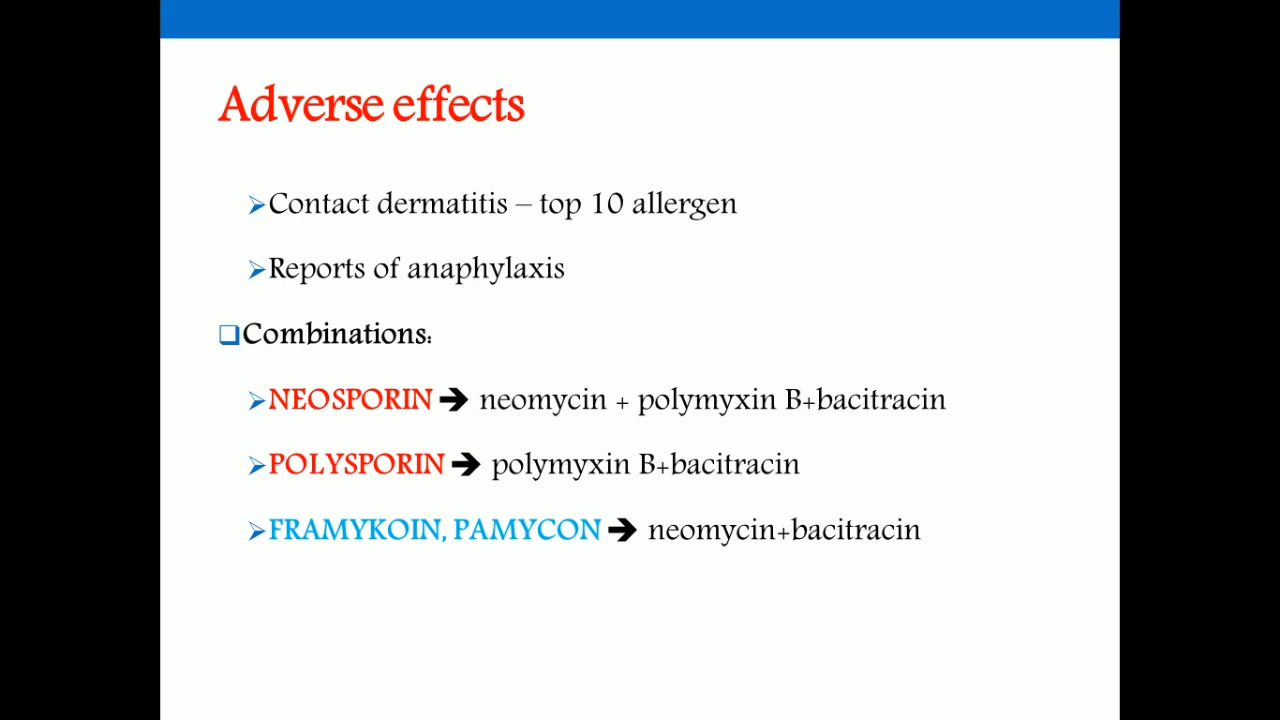 Adverse effects
➢Contact dermatitis – top 10 allergen
➢Reports of anaphylaxis
❑Combinations:
➢NEOSPORIN ➔ neomycin + polymyxin B+bacitracin
➢POLYSPORIN ➔ polymyxin B+bacitracin
➢FRAMYKOIN, PAMYCON ➔ neomycin+bacitracin